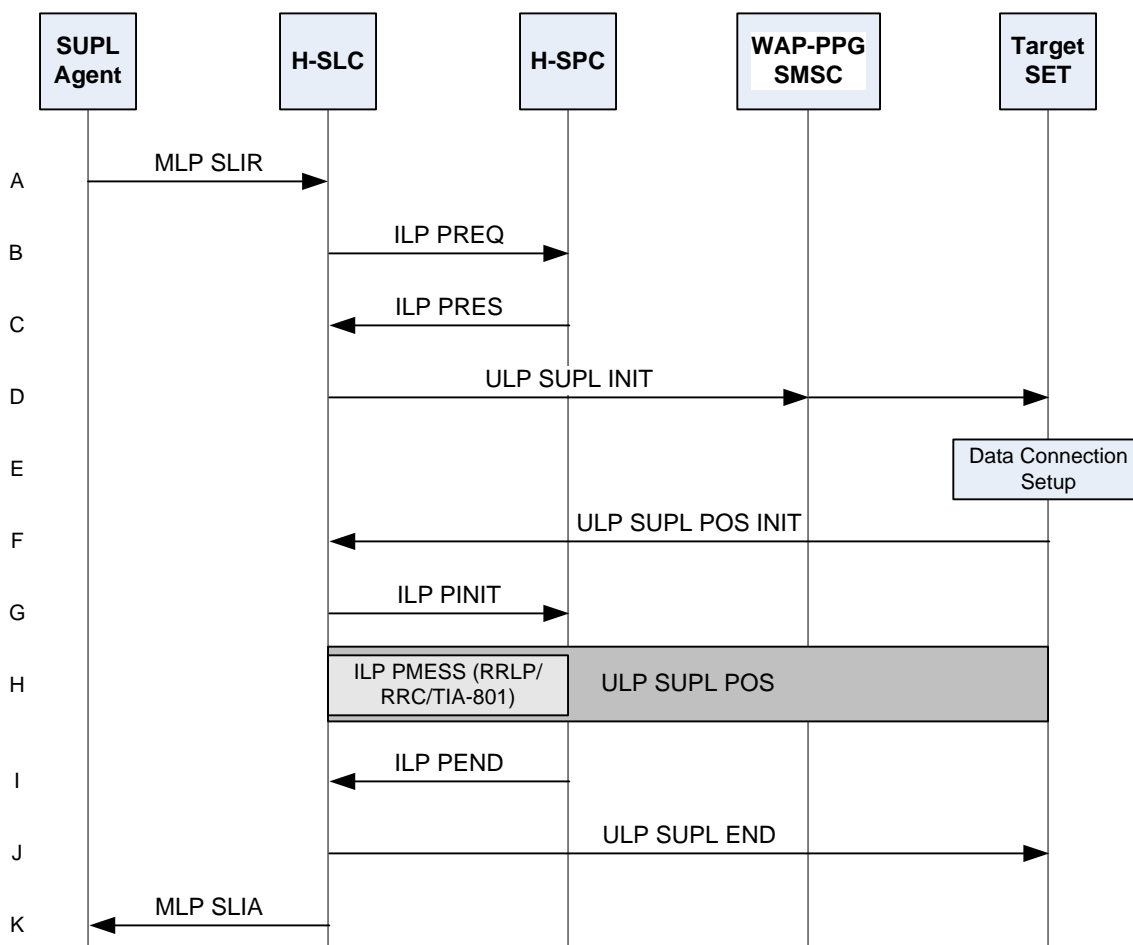 SUPL
Agent
H-SLC
H-SPC
WAP-PPG
SMSC
Target
SET
A
MLP SLIR
B
ILP PREQ
C
ILP PRES
D
ULP SUPL INIT
E
Data Connection
Setup
F
ULP SUPL POS INIT
G
ILP PINIT
H
ILP PMESS (RRLP/
RRC/TIA-801)
ULP SUPL POS
I
ILP PEND
J
ULP SUPL END
K
MLP SLIA